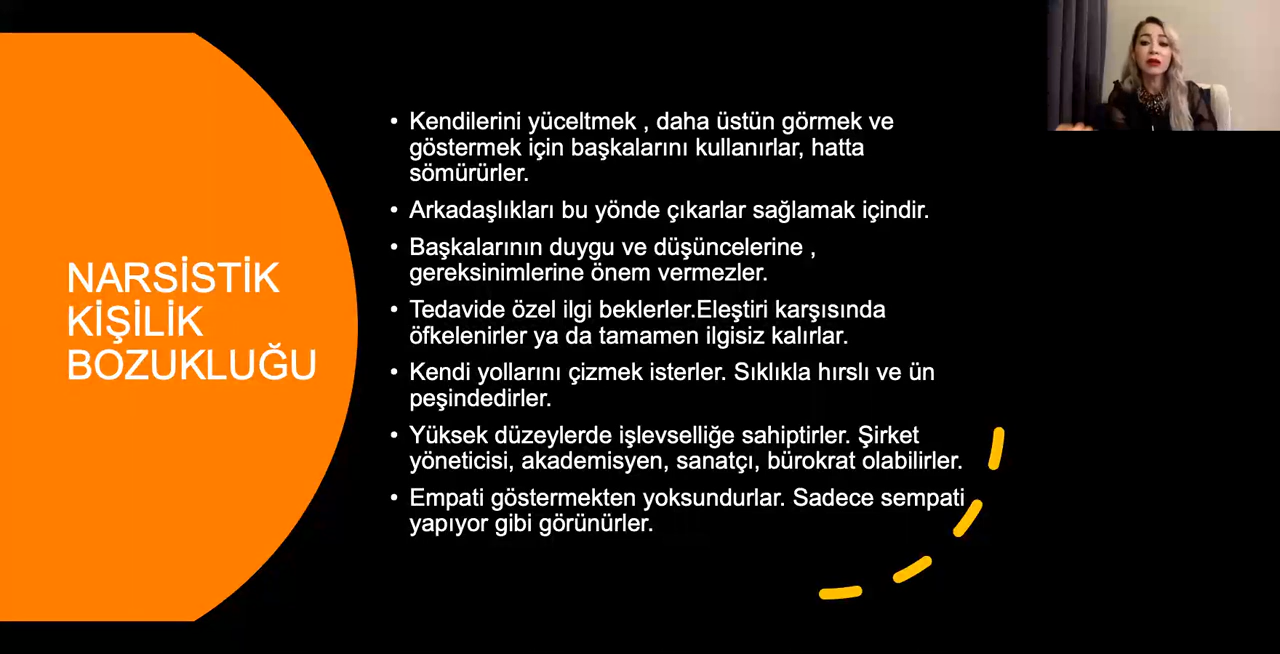 NARSİSTİK
KİŞİLİK
BOZUKLUĞU
• Kendilerini yüceltmek , daha üstün görmek ve
göstermek için başkalarını kullanırlar, hatta
sömürürler.
• Arkadaşlıkları bu yönde çıkarlar sağlamak içindir.
• Başkalarının duygu ve düşüncelerine ,
gereksinimlerine önem vermezler.
• Tedavide özel ilgi beklerler.Eleştiri karşısında
öfkelenirler ya da tamamen ilgisiz kalırlar.
• Kendi yollarını çizmek isterler. Sıklıkla hırslı ve ün
peşindedirler.
• Yüksek düzeylerde işlevselliğe sahiptirler. Şirket
yöneticisi, akademisyen, sanatçı, bürokrat olabilirler.
• Empati göstermekten yoksundurlar. Sadece sempati
yapıyor gibi görünürler.